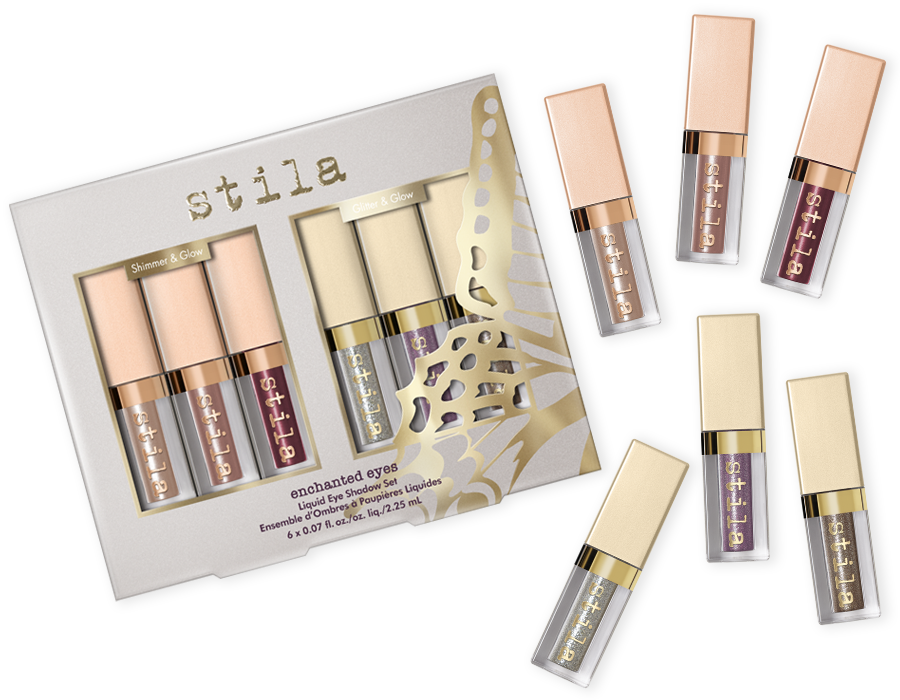 stila
Shimmer & Glow
Glitter & Glow
stila
stila
stila
stila
stila
enchanted eyes
Liquid Eye Shadow Set
Ensemble d'Ombres à Paupières Liquides
6 x 0.07 fl. oz./oz. liq./2.25 mL
stila
stila
stila
stila
stila
stila